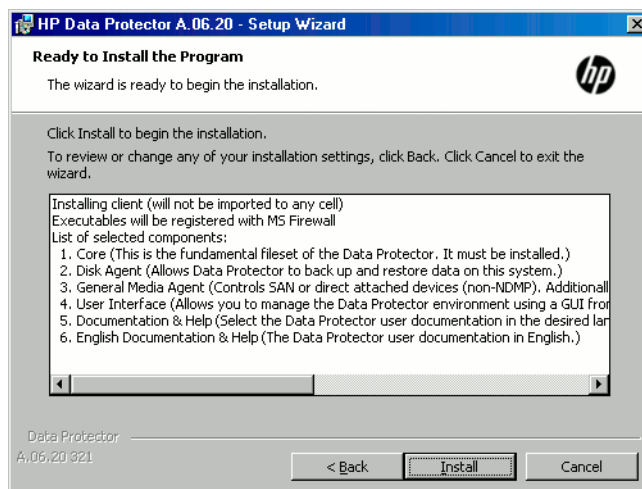 HP Data Protector A.06.20 - Setup Wizard
Ready to Install the Program
The wizard is ready to begin the installation.
hp
Click Install to begin the installation.
To review or change any of your installation settings, click Back. Click Cancel to exit the
wizard.
Installing client (will not be imported to any cell)
Executables will be registered with MS Firewall
List of selected components:
1. Core (This is the fundamental fileset of the Data Protector. It must be installed.)
2. Disk Agent (Allows Data Protector to back up and restore data on this system.)
3. General Media Agent (Controls SAN or direct attached devices (non-NDMP). Additionall
4. User Interface (Allows you to manage the Data Protector environment using a GUI fror
5. Documentation & Help (Select the Data Protector user documentation in the desired lar
6. English Documentation & Help (The Data Protector user documentation in English.)
Data Protector
A.06.20 321
< Back
Install
Cancel